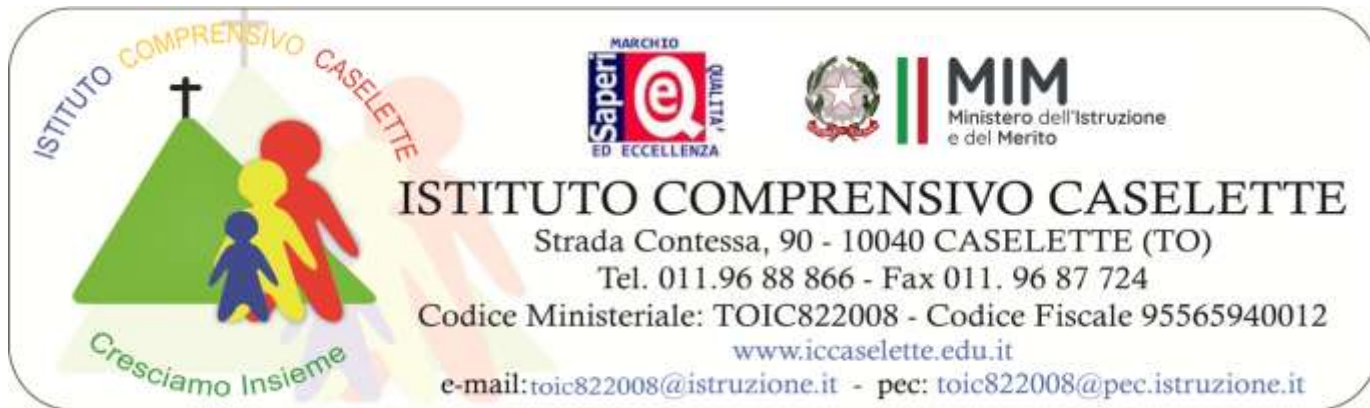 ISTITUTO COMPRENSIVO CASELETTE
Cresciamo Insieme
MARCHIO
Saperi
e
QUALITA'
ED ECCELLENZA
MIM
Ministero dell'Istruzione
e del Merito
ISTITUTO COMPRENSIVO CASELETTE
Strada Contessa, 90 - 10040 CASELETTE (TO)
Tel. 011.96 88 866 - Fax 011. 96 87 724
Codice Ministeriale: TOIC822008 - Codice Fiscale 95565940012
www.iccaselette.edu.it
e-mail: toic822008@istruzione.it - pec: toic822008@pec.istruzione.it